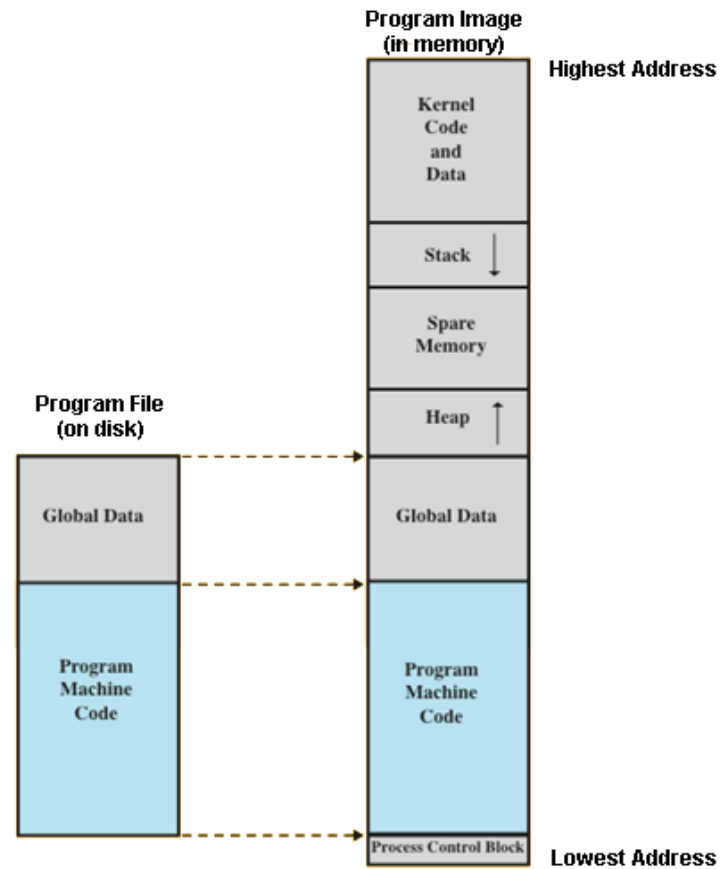 Program Image
(in memory)
Highest Address
Kernel
Code
and
Data
Stack
Spare
Memory
Heap
Program File
(on disk)
Global Data
Global Data
Program
Machine
Code
Program
Machine
Code
Process Control Block
Lowest Address